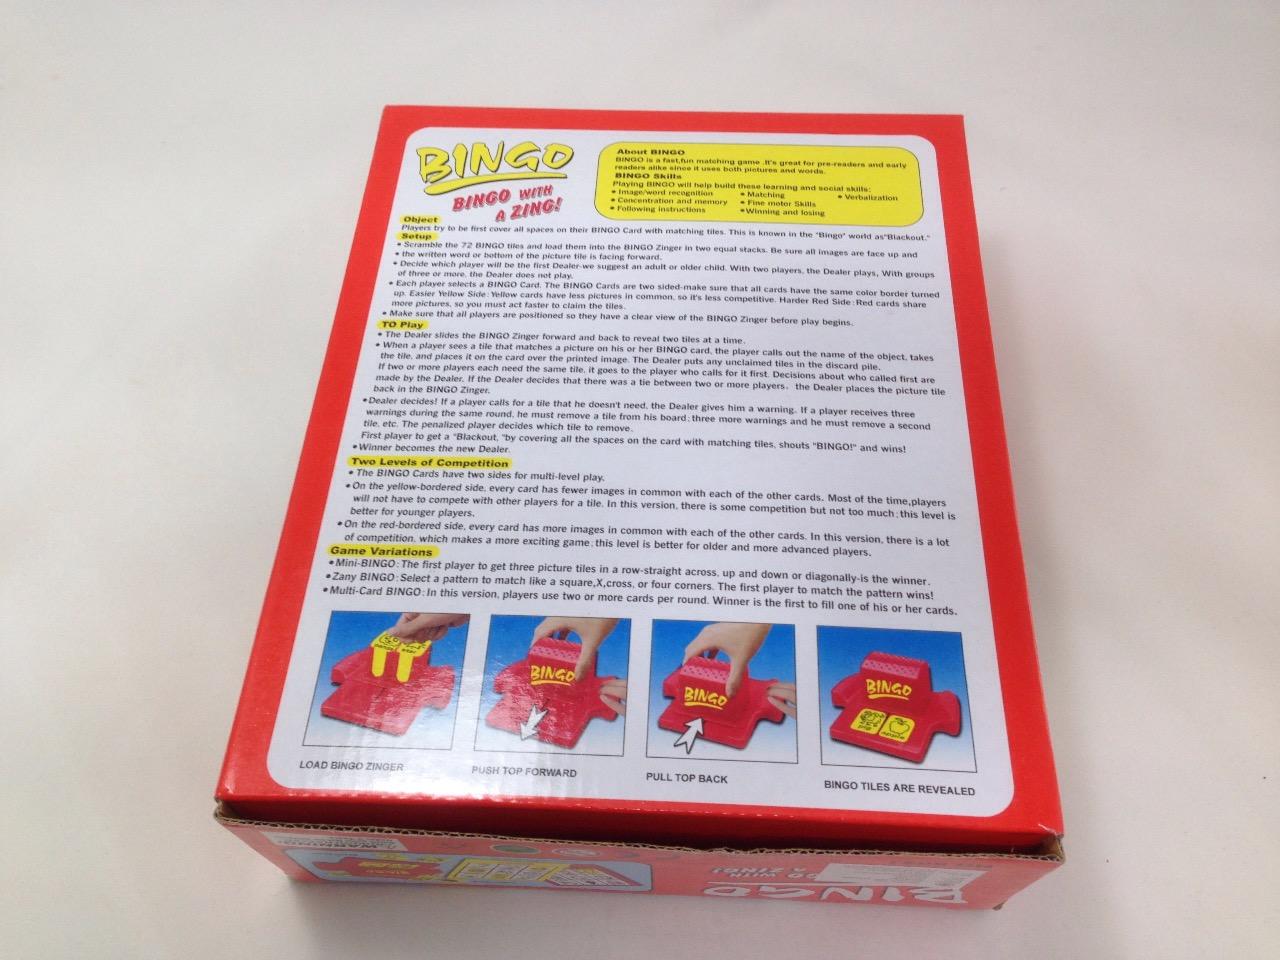 BINGO
BINGO WITH
A ZING!
About BINGO
BINGO is a fast,fun matching game .It's great for pre-readers and early
readers alike since it uses both pictures and words.
BINGO Skills
Playing BINGO will help build these learning and social skills:
• Image/word recognition • Matching • Verbalization
• Concentration and memory • Fine motor Skills
• Following instructions • Winning and losing
Object
Players try to be first cover all spaces on their BINGO Card with matching tiles. This is known in the "Bingo" world as"Blackout."
Setup
• Scramble the 72 BINGO tiles and load them into the BINGO Zinger in two equal stacks. Be sure all images are face up and
• the written word or bottom of the picture tile is facing forward.
• Decide which player will be the first Dealer-we suggest an adult or older child. With two players, the Dealer plays, With groups
of three or more, the Dealer does not play.
• Each player selects a BINGO Card. The BINGO Cards are two sided-make sure that all cards have the same color border turned
up. Easier Yellow Side: Yellow cards have less pictures in common, so it's less competitive. Harder Red Side: Red cards share
more pictures, so you must act faster to claim the tiles.
• Make sure that all players are positioned so they have a clear view of the BINGO Zinger before play begins.
TO Play
• The Dealer slides the BINGO Zinger forward and back to reveal two tiles at a time.
• When a player sees a tile that matches a picture on his or her BINGO card, the player calls out the name of the object, takes
the tile, and places it on the card over the printed image. The Dealer puts any unclaimed tiles in the discard pile.
If two or more players each need the same tile, it goes to the player who calls for it first. Decisions about who called first are
made by the Dealer. If the Dealer decides that there was a tie between two or more players, the Dealer places the picture tile
back in the BINGO Zinger.
•Dealer decides! If a player calls for a tile that he doesn't need, the Dealer gives him a warning. If a player receives three
warnings during the same round, he must remove a tile from his board; three more warnings and he must remove a second
tile, etc. The penalized player decides which tile to remove.
First player to get a "Blackout, "by covering all the spaces on the card with matching tiles, shouts "BINGO!" and wins!
• Winner becomes the new Dealer.
Two Levels of Competition
• The BINGO Cards have two sides for multi-level play.
• On the yellow-bordered side, every card has fewer images in common with each of the other cards. Most of the time,players
will not have to compete with other players for a tile. In this version, there is some competition but not too much; this level is
better for younger players.
• On the red-bordered side, every card has more images in common with each of the other cards. In this version, there is a lot
of competition, which makes a more exciting game; this level is better for older and more advanced players.
Game Variations
• Mini-BINGO: The first player to get three picture tiles in a row-straight across, up and down or diagonally-is the winner.
• Zany BINGO: Select a pattern to match like a square,X,cross, or four corners. The first player to match the pattern wins!
• Multi-Card BINGO: In this version, players use two or more cards per round. Winner is the first to fill one of his or her cards.
BINGO
BINGO
BINGO
apple
LOAD BINGO ZINGER
PUSH TOP FORWARD
PULL TOP BACK
BINGO TILES ARE REVEALED
WARNING
GO WITH
A ZING!
BINGO